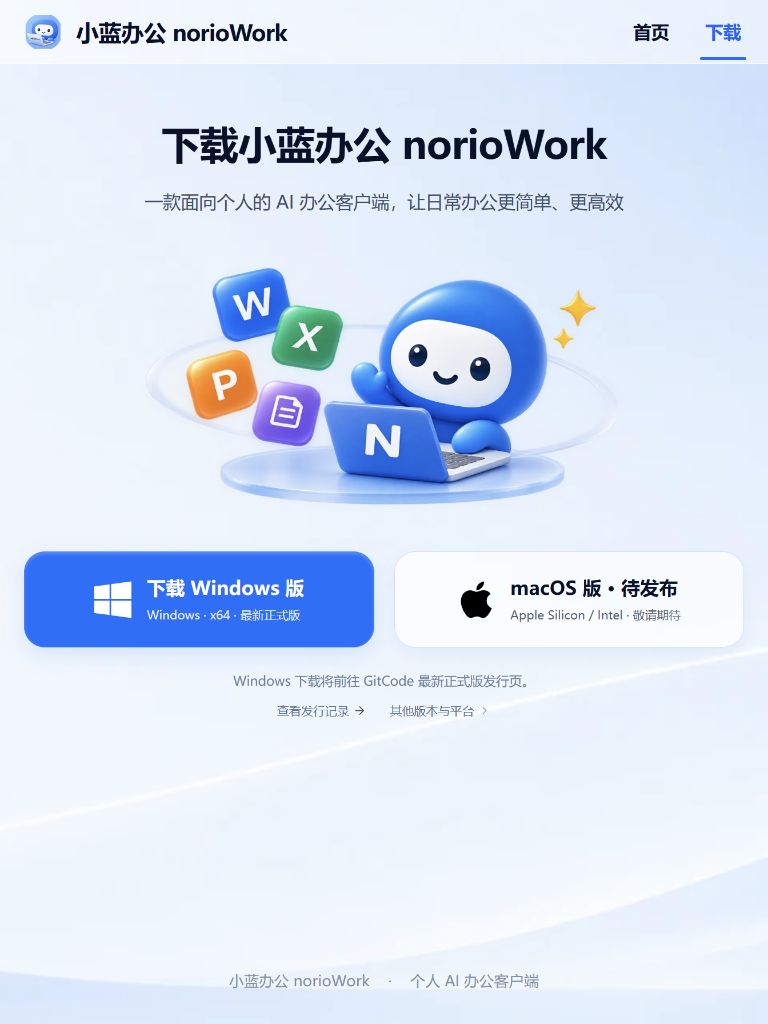 小蓝办公 norioWork
首页
下载
下载小蓝办公 norioWork
一款面向个人的 AI 办公客户端，让日常办公更简单、更高效
W
X
P
N
下载 Windows 版
Windows · x64 · 最新正式版
macOS 版 • 待发布
Apple Silicon / Intel · 敬请期待
Windows 下载将前往 GitCode 最新正式版发行页。
查看发行记录 →
其他版本与平台 >
小蓝办公 norioWork · 个人 AI 办公客户端